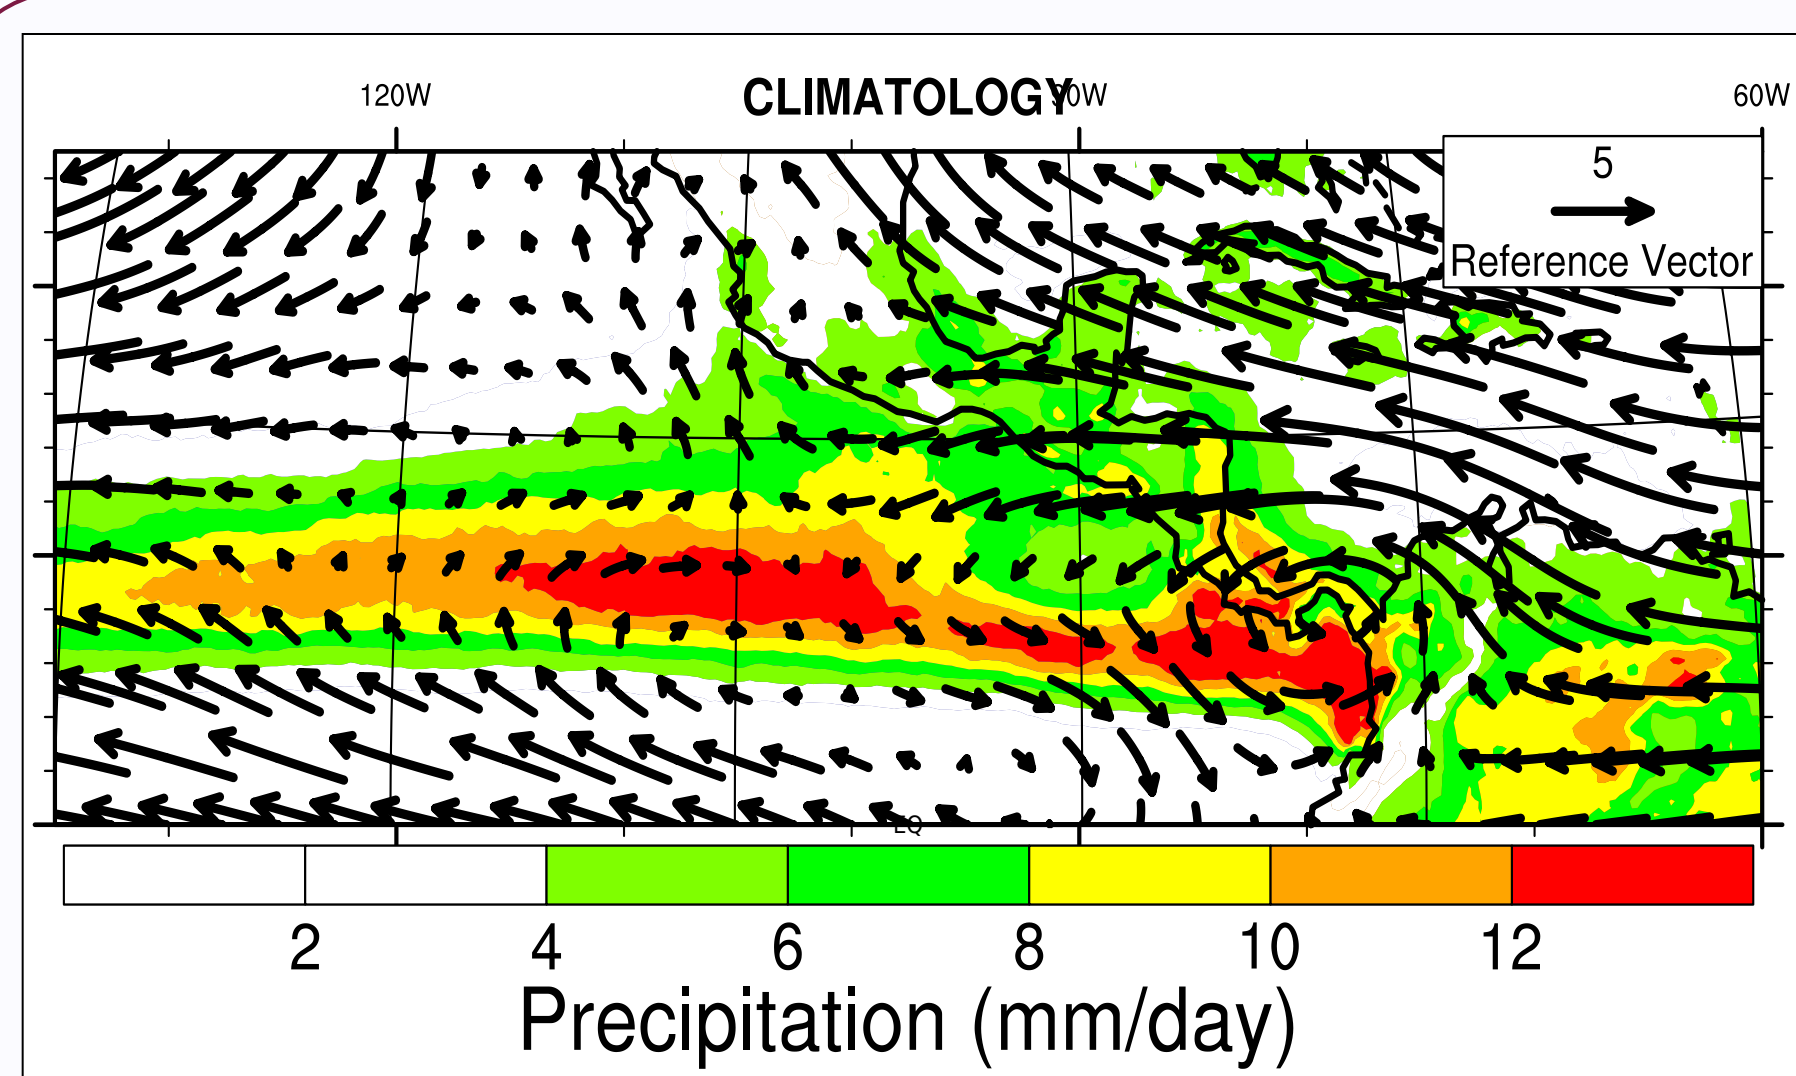 CLIMATOLOGY
120W 90W 60W
5
Reference Vector
EQ
2 4 6 8 10 12
Precipitation (mm/day)